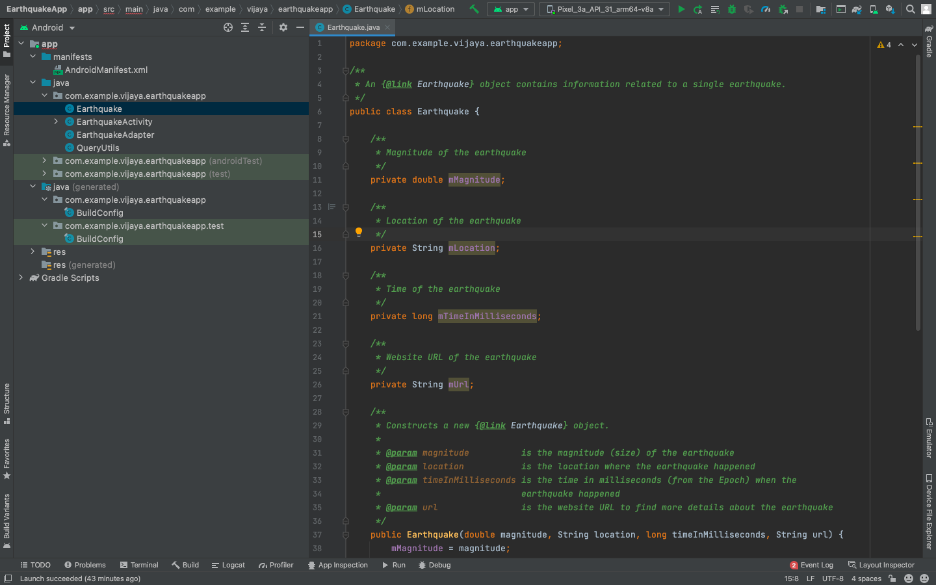 EarthquakeApp app src main java com example vijaya earthquakeapp Earthquake mLocation app Pixel_3a_API_31_arm64-v8a
Project
Android
Earthquake.java
app
manifests
AndroidManifest.xml
java
com.example.vijaya.earthquakeapp
Earthquake
EarthquakeActivity
EarthquakeAdapter
QueryUtils
com.example.vijaya.earthquakeapp (androidTest)
com.example.vijaya.earthquakeapp (test)
java (generated)
com.example.vijaya.earthquakeapp
BuildConfig
com.example.vijaya.earthquakeapp.test
BuildConfig
res
res (generated)
Gradle Scripts
Resource Manager
Structure
Favorites
Build Variants
1 package com.example.vijaya.earthquakeapp;
2
3 /**
4 * An {@link Earthquake} object contains information related to a single earthquake.
5 */
6 public class Earthquake {
7
8 /**
9 * Magnitude of the earthquake
10 */
11 private double mMagnitude;
12
13 /**
14 * Location of the earthquake
15 */
16 private String mLocation;
17
18 /**
19 * Time of the earthquake
20 */
21 private long mTimeInMilliseconds;
22
23 /**
24 * Website URL of the earthquake
25 */
26 private String mUrl;
27
28 /**
29 * Constructs a new {@link Earthquake} object.
30 *
31 * @param magnitude is the magnitude (size) of the earthquake
32 * @param location is the location where the earthquake happened
33 * @param timeInMilliseconds is the time in milliseconds (from the Epoch) when the
34 * earthquake happened
35 * @param url is the website URL to find more details about the earthquake
36 */
37 public Earthquake(double magnitude, String location, long timeInMilliseconds, String url) {
38 mMagnitude = magnitude;
4
Gradle
Emulator
Device File Explorer
TODO Problems Terminal Build Logcat Profiler App Inspection Run Debug 2 Event Log Layout Inspector
Launch succeeded (43 minutes ago) 15:8 LF UTF-8 4 spaces